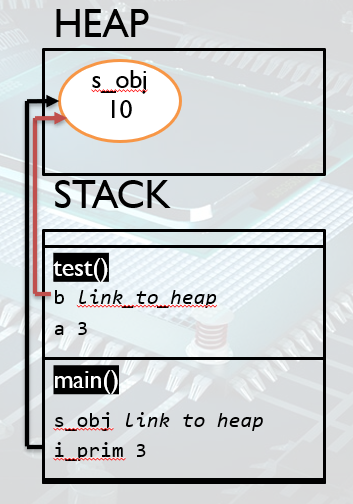 HEAP
s_obj
10
STACK
test()
b link_to_heap
a 3
main()
s_obj link to heap
i_prim 3